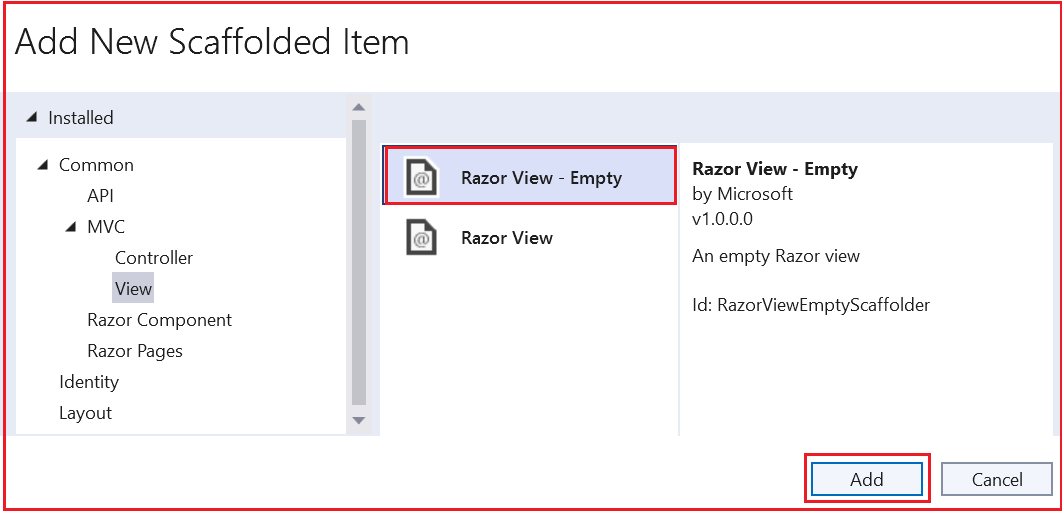 Add New Scaffolded Item
Installed
Common
API
MVC
Controller
View
Razor Component
Razor Pages
Identity
Layout
@ Razor View - Empty
@ Razor View
Razor View - Empty
by Microsoft
v1.0.0.0
An empty Razor view
Id: RazorViewEmptyScaffolder
Add Cancel